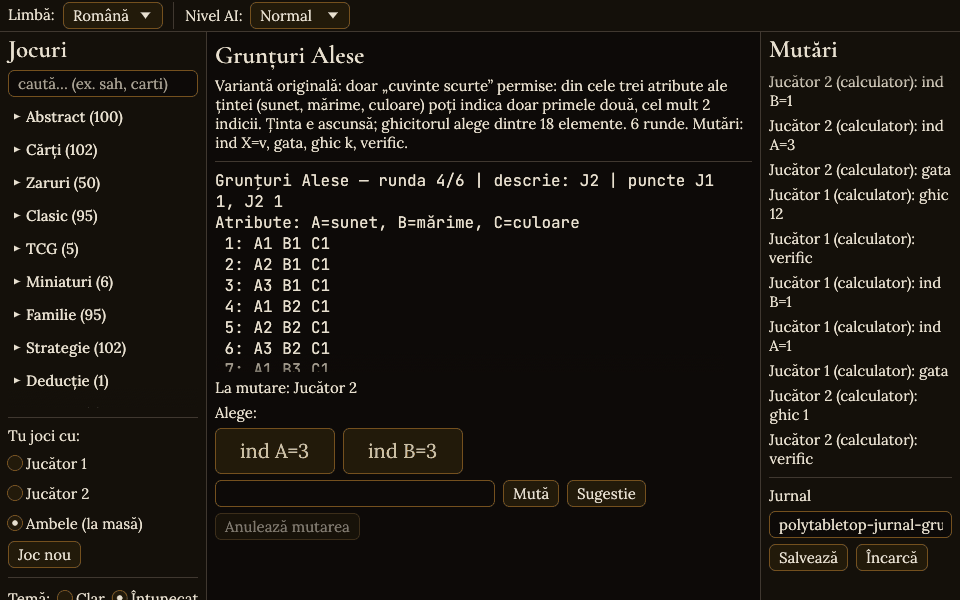 Limbă: Română ▼ Nivel AI: Normal ▼
Jocuri
caută... (ex. sah, carti)
▸ Abstract (100)
▸ Cărți (102)
▸ Zaruri (50)
▸ Clasic (95)
▸ TCG (5)
▸ Miniaturi (6)
▸ Familie (95)
▸ Strategie (102)
▸ Deducție (1)
Tu joci cu:
Jucător 1
Jucător 2
Ambele (la masă)
Joc nou
Temă: Clar Întunecat
Grunțuri Alese
Variantă originală: doar „cuvinte scurte” permise: din cele trei atribute ale
țintei (sunet, mărime, culoare) poți indica doar primele două, cel mult 2
indicii. Ținta e ascunsă; ghicitorul alege dintre 18 elemente. 6 runde. Mutări:
ind X=v, gata, ghic k, verific.
Grunțuri Alese — runda 4/6 | descrie: J2 | puncte J1
1, J2 1
Atribute: A=sunet, B=mărime, C=culoare
1: A1 B1 C1
2: A2 B1 C1
3: A3 B1 C1
4: A1 B2 C1
5: A2 B2 C1
6: A3 B2 C1
7: A1 B3 C1
La mutare: Jucător 2
Alege:
ind A=3 ind B=3
Mută Sugestie
Anulează mutarea
Mutări
Jucător 2 (calculator): ind
B=1
Jucător 2 (calculator): ind
A=3
Jucător 2 (calculator): gata
Jucător 1 (calculator): ghic
12
Jucător 1 (calculator):
verific
Jucător 1 (calculator): ind
B=1
Jucător 1 (calculator): ind
A=1
Jucător 1 (calculator): gata
Jucător 2 (calculator):
ghic 1
Jucător 2 (calculator):
verific
Jurnal
polytabletop-jurnal-gru
Salvează Încarcă